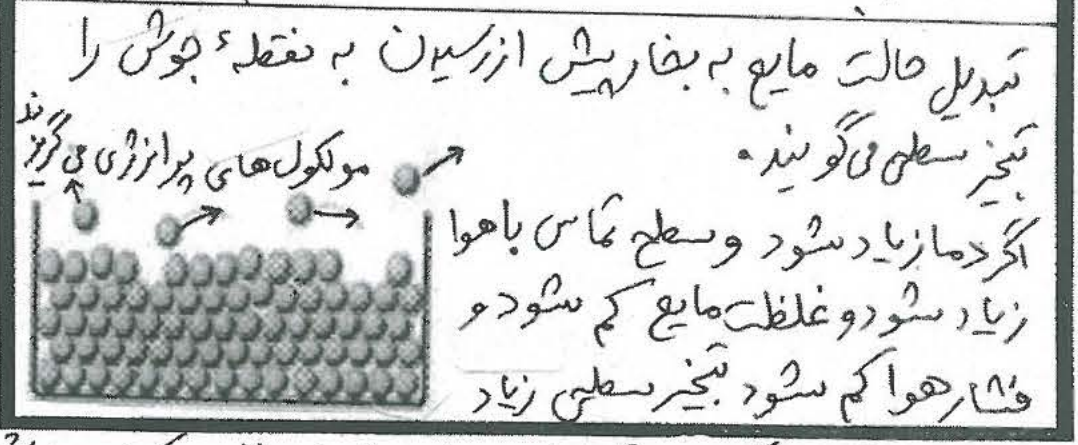 تبدیل حالت مایع به بخار پیش از رسیدن به نقطهٔ جوش را
تبخیر سطحی می‌گویند.
مولکول‌های پر انرژی می‌گریزند
اگر دما زیاد شود و سطح تماس با هوا
زیاد شود و غلظت مایع کم شود و
فشار هوا کم شود تبخیر سطحی زیاد